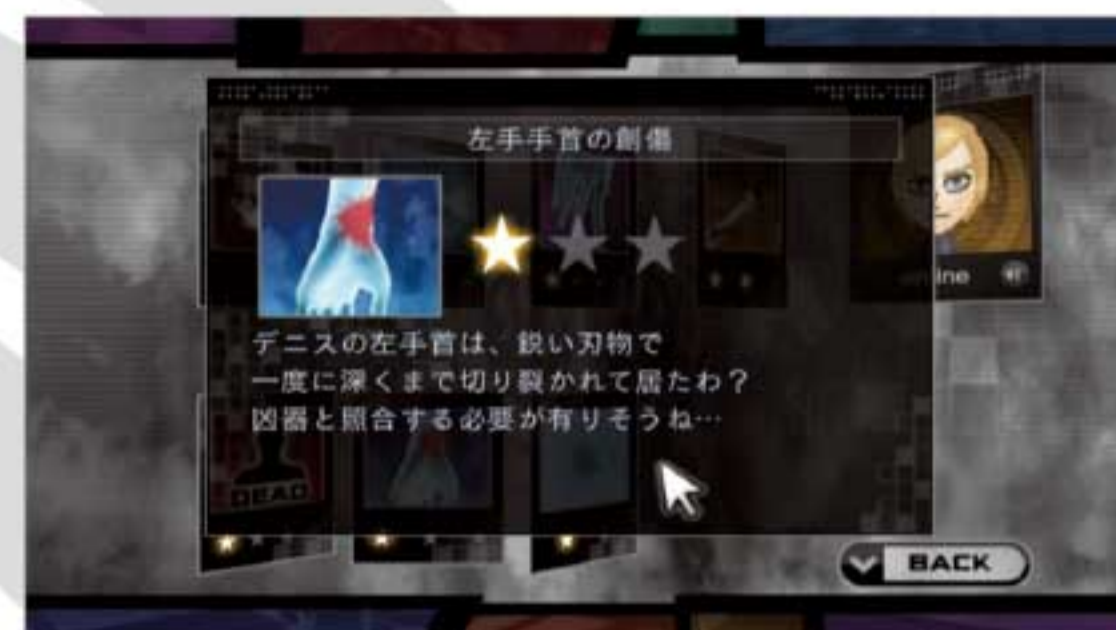 左手手首の創傷
デニスの左手首は、鋭い刃物で
一度に深くまで切り裂かれて居たわ？
凶器と照合する必要が有りそうね…
DEAD
BACK